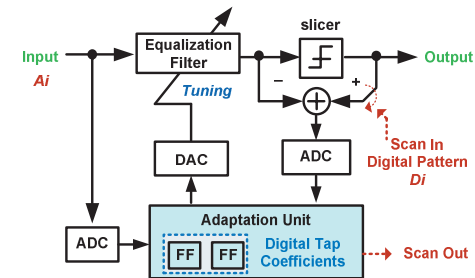 slicer
Input
Equalization
Filter
Output
Ai
Tuning
−
+
Scan In
Digital Pattern
Di
DAC
ADC
ADC
Adaptation Unit
FF
FF
Digital Tap
Coefficients
Scan Out